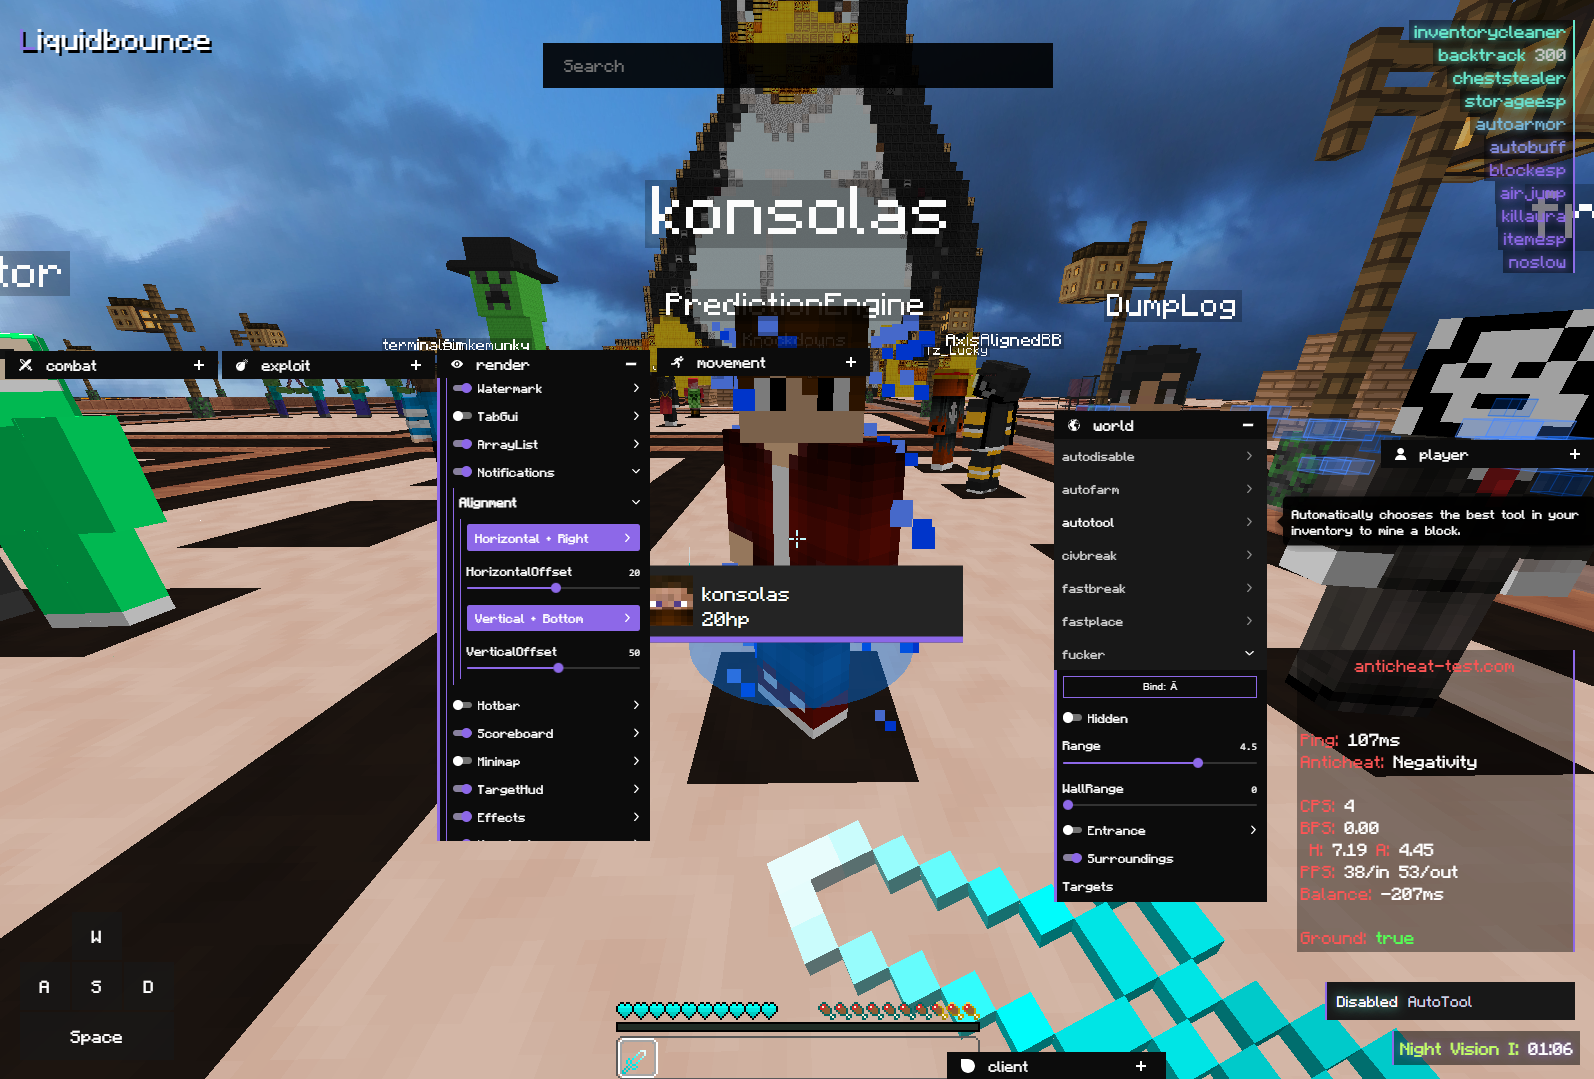 Liquidbounce
Search
inventorycleaner
backtrack 300
cheststealer
storageesp
autoarmor
autobuff
blockesp
airjump
killaura
itemesp
noslow
konsolas
tor
PredictionEngine
DumpLog
Knockdowns
AxisAlignedBB
Tz_Lucky
combat +
exploit +
render −
Watermark
TabGui
ArrayList
Notifications
Alignment
Horizontal + Right
HorizontalOffset 20
Vertical + Bottom
VerticalOffset 50
Hotbar
Scoreboard
Minimap
TargetHud
Effects
movement +
konsolas
20hp
world −
autodisable
autofarm
autotool
civbreak
fastbreak
fastplace
fucker
Bind: Ā
Hidden
Range 4.5
WallRange 0
Entrance
Surroundings
Targets
player +
Automatically chooses the best tool in your
inventory to mine a block.
anticheat-test.com
Ping: 107ms
Anticheat: Negativity
CPS: 4
BPS: 0.00
H: 7.19 A: 4.45
PPS: 38/in 53/out
Balance: -207ms
Ground: true
W
A S D
Space
Disabled AutoTool
Night Vision I: 01:06
client +